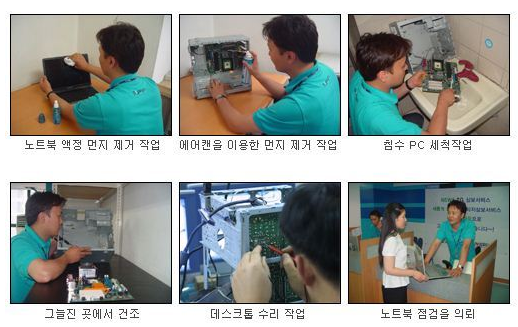 노트북 액정 먼지 제거 작업
에어캔을 이용한 먼지 제거 작업
침수 PC 세척작업
그늘진 곳에서 건조
데스크톱 수리 작업
노트북 점검을 의뢰